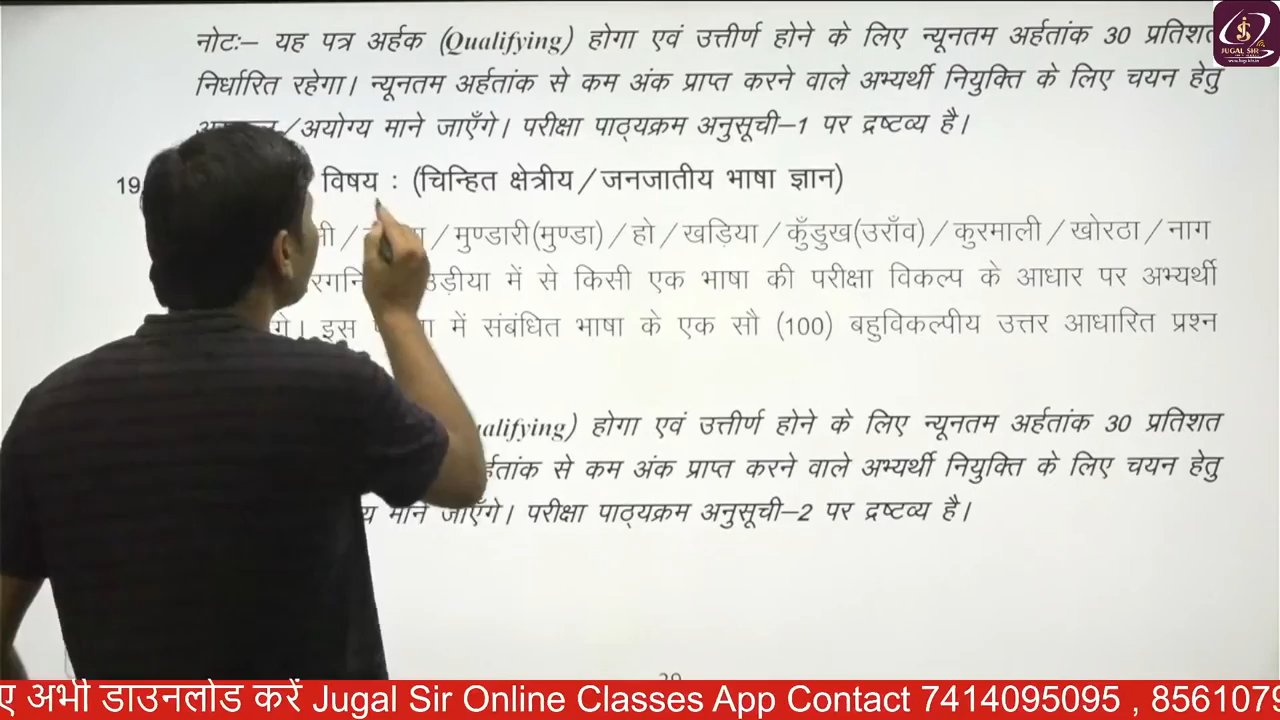 नोटः– यह पत्र अर्हक (Qualifying) होगा एवं उत्तीर्ण होने के लिए न्यूनतम अर्हतांक 30 प्रतिशत
निर्धारित रहेगा। न्यूनतम अर्हतांक से कम अंक प्राप्त करने वाले अभ्यर्थी नियुक्ति के लिए चयन हेतु
/अयोग्य माने जाएँगे। परीक्षा पाठ्यक्रम अनुसूची–1 पर द्रष्टव्य है।
19. विषय : (चिन्हित क्षेत्रीय/जनजातीय भाषा ज्ञान)
/मुण्डारी(मुण्डा)/हो/खड़िया/कुँडुख(उराँव)/कुरमाली/खोरठा/नाग
उड़ीया में से किसी एक भाषा की परीक्षा विकल्प के आधार पर अभ्यर्थी
इस में संबंधित भाषा के एक सौ (100) बहुविकल्पीय उत्तर आधारित प्रश्न
होगा एवं उत्तीर्ण होने के लिए न्यूनतम अर्हतांक 30 प्रतिशत
से कम अंक प्राप्त करने वाले अभ्यर्थी नियुक्ति के लिए चयन हेतु
माने जाएँगे। परीक्षा पाठ्यक्रम अनुसूची–2 पर द्रष्टव्य है।
JUGAL SIR
ए अभी डाउनलोड करें Jugal Sir Online Classes App Contact 7414095095 , 8561079